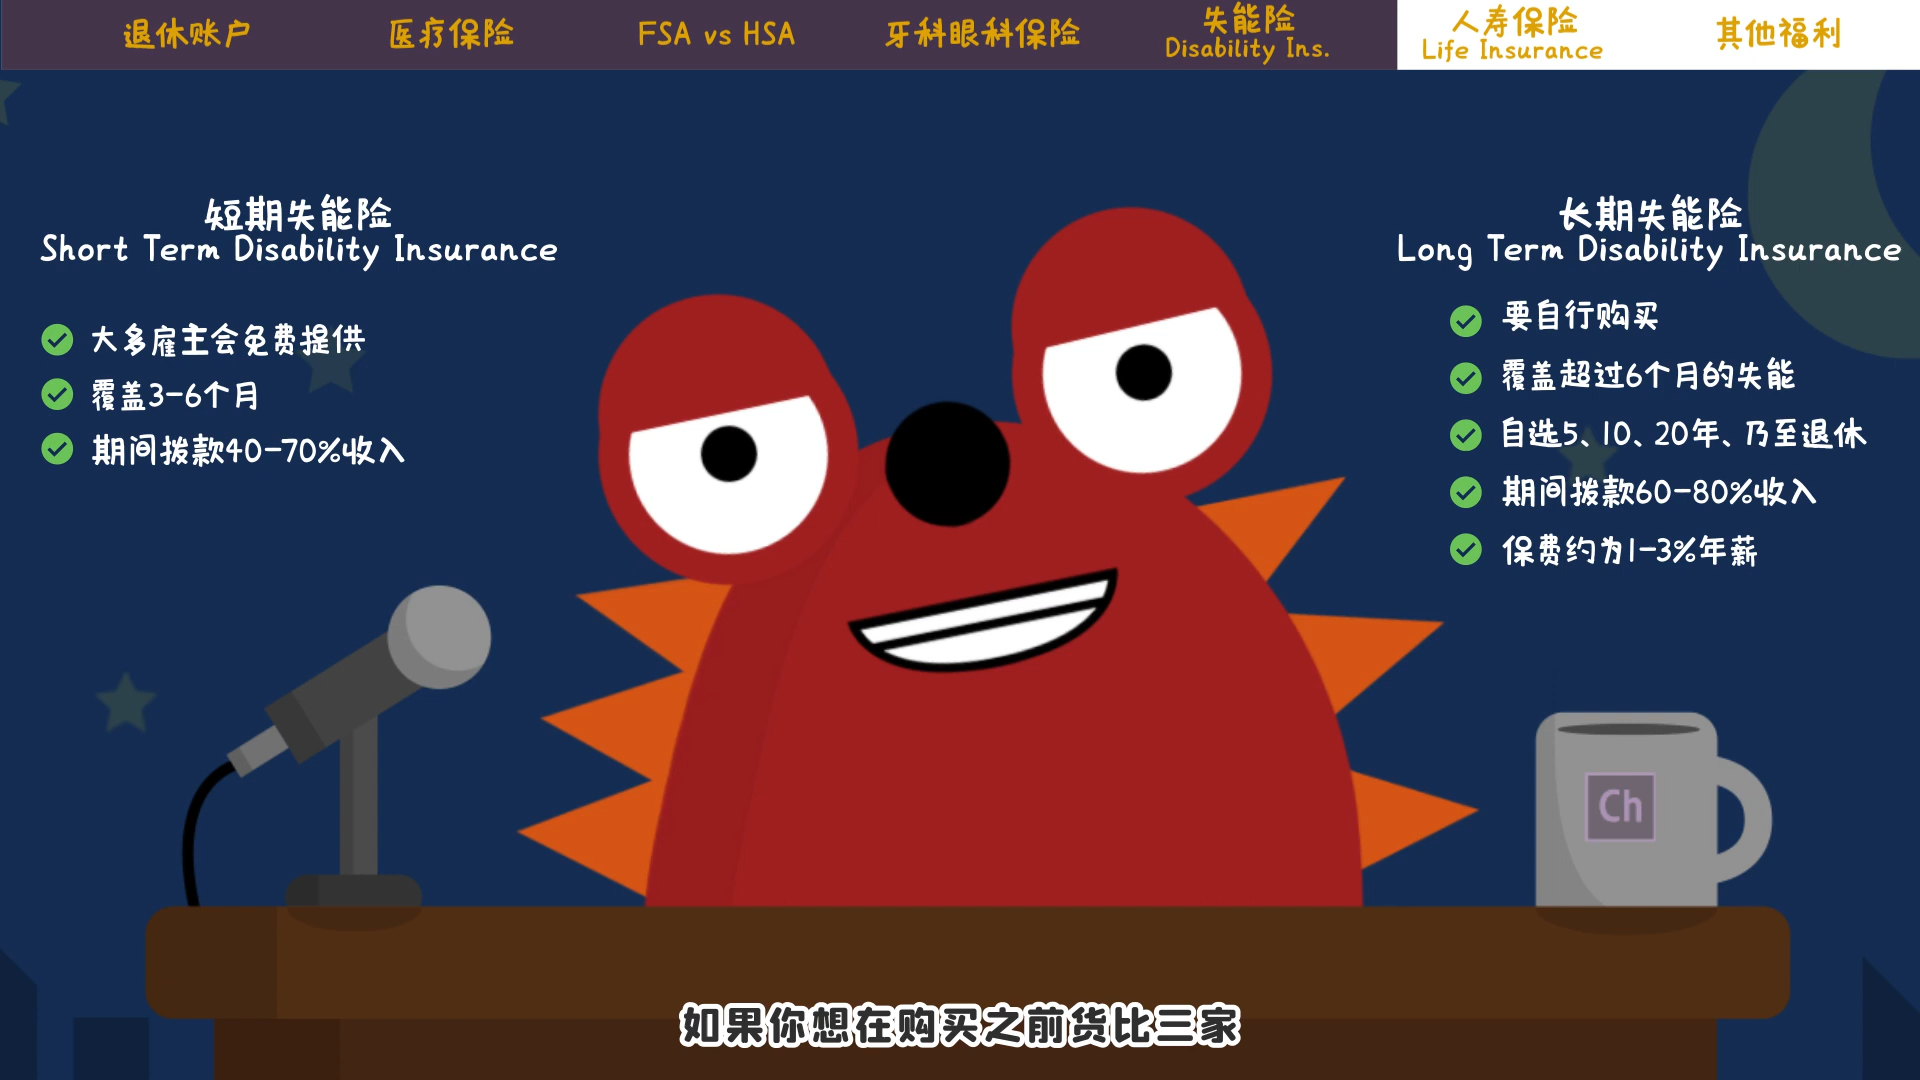 退休账户
医疗保险
FSA vs HSA
牙科眼科保险
失能险
Disability Ins.
人寿保险
Life Insurance
其他福利
短期失能险
Short Term Disability Insurance
大多雇主会免费提供
覆盖3-6个月
期间拨款40-70%收入
长期失能险
Long Term Disability Insurance
要自行购买
覆盖超过6个月的失能
自选5、10、20年、乃至退休
期间拨款60-80%收入
保费约为1-3%年薪
Ch
如果你想在购买之前货比三家